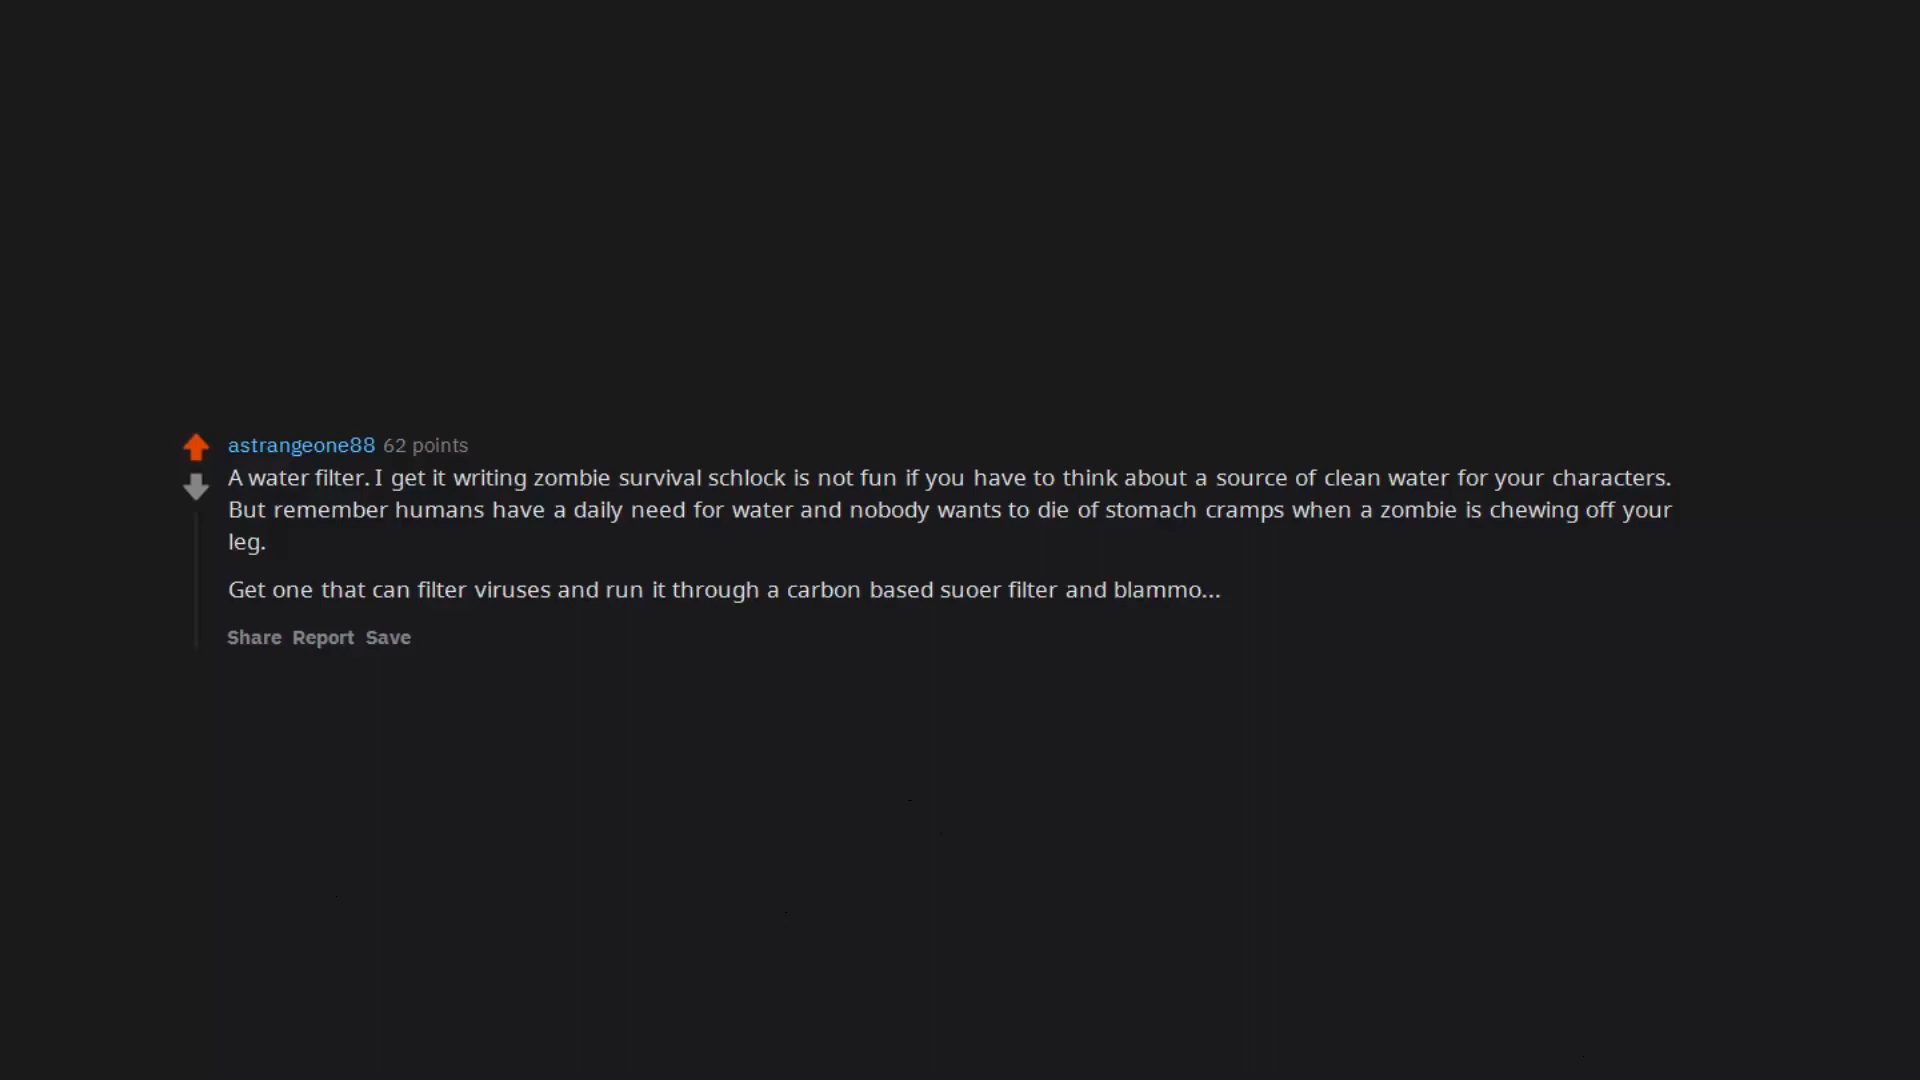 astrangeone88 62 points
A water filter. I get it writing zombie survival schlock is not fun if you have to think about a source of clean water for your characters.
But remember humans have a daily need for water and nobody wants to die of stomach cramps when a zombie is chewing off your
leg.
Get one that can filter viruses and run it through a carbon based suoer filter and blammo...
Share Report Save